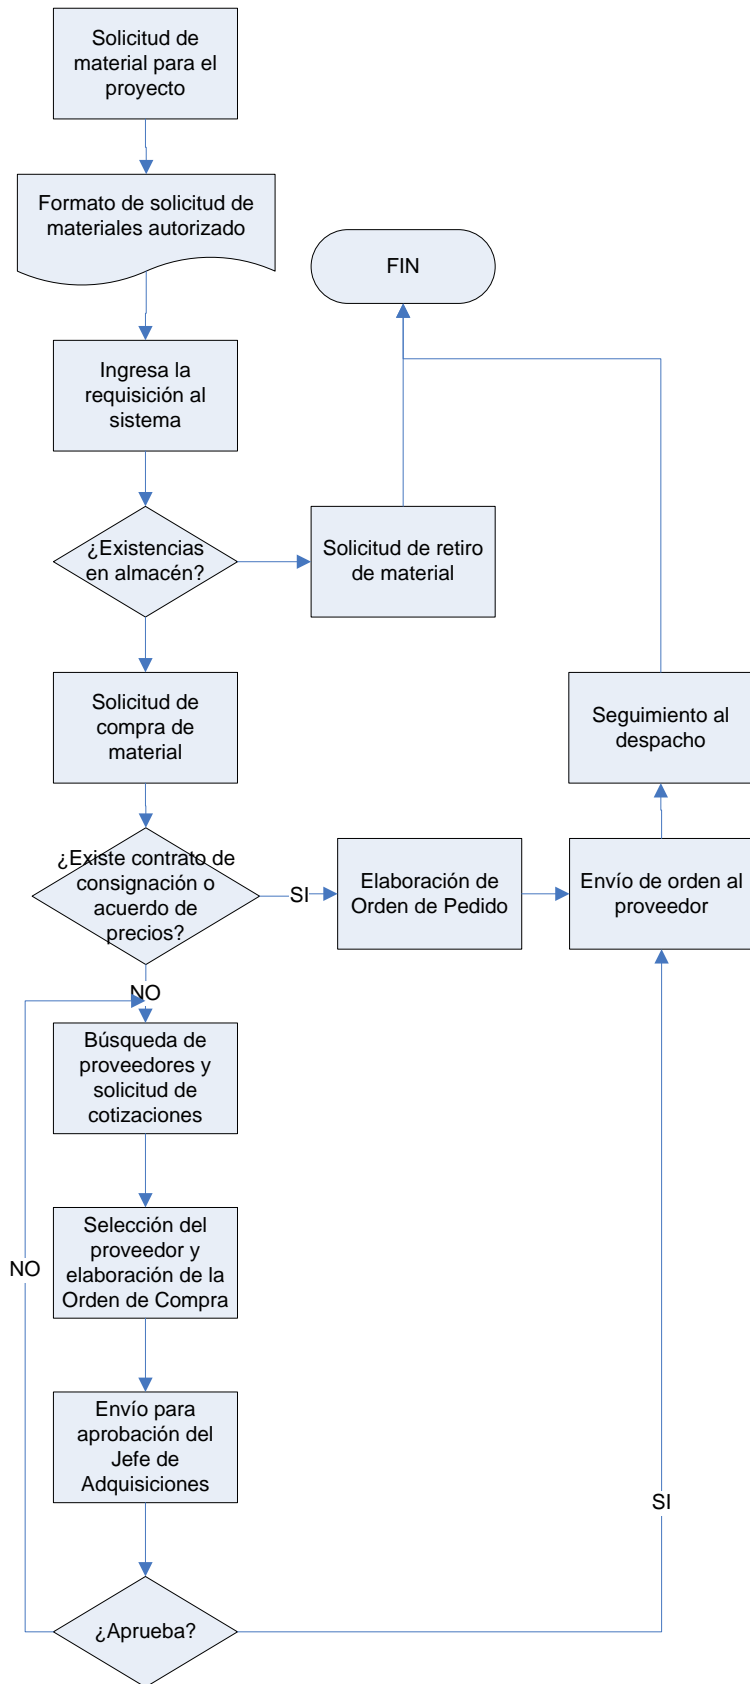 Solicitud de
material para el
proyecto
Formato de solicitud de
materiales autorizado
FIN
Ingresa la
requisición al
sistema
¿Existencias
en almacén?
Solicitud de retiro
de material
Solicitud de
compra de
material
Seguimiento al
despacho
¿Existe contrato de
consignación o
acuerdo de
precios?
SI
Elaboración de
Orden de Pedido
Envío de orden al
proveedor
NO
Búsqueda de
proveedores y
solicitud de
cotizaciones
Selección del
proveedor y
elaboración de la
Orden de Compra
NO
Envío para
aprobación del
Jefe de
Adquisiciones
SI
¿Aprueba?